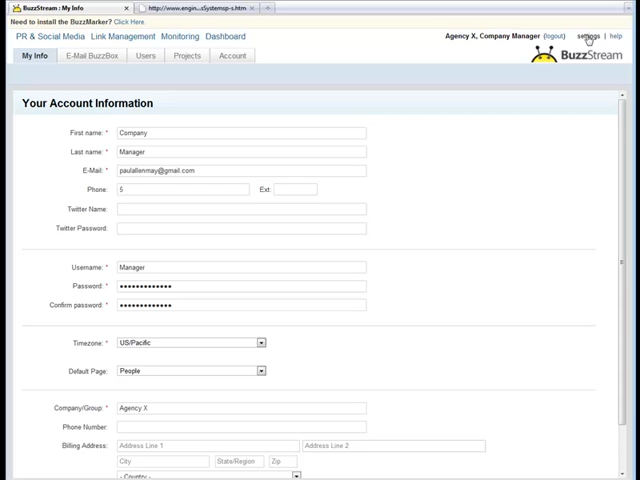 BuzzStream : My Info
http://www.engin...sSystemsp-s.htm
Need to install the BuzzMarker? Click Here.
PR & Social Media Link Management Monitoring Dashboard
Agency X, Company Manager (logout) settings | help
My Info E-Mail BuzzBox Users Projects Account
BuzzStream
Your Account Information
First name: * Company
Last name: * Manager
E-Mail: * paulallenmay@gmail.com
Phone: 5 Ext:
Twitter Name:
Twitter Password:
Username: * Manager
Password: * •••••••••••••
Confirm password: * •••••••••••••
Timezone: * US/Pacific
Default Page: People
Company/Group: * Agency X
Phone Number:
Billing Address: Address Line 1 Address Line 2
City State/Region Zip
- Country -